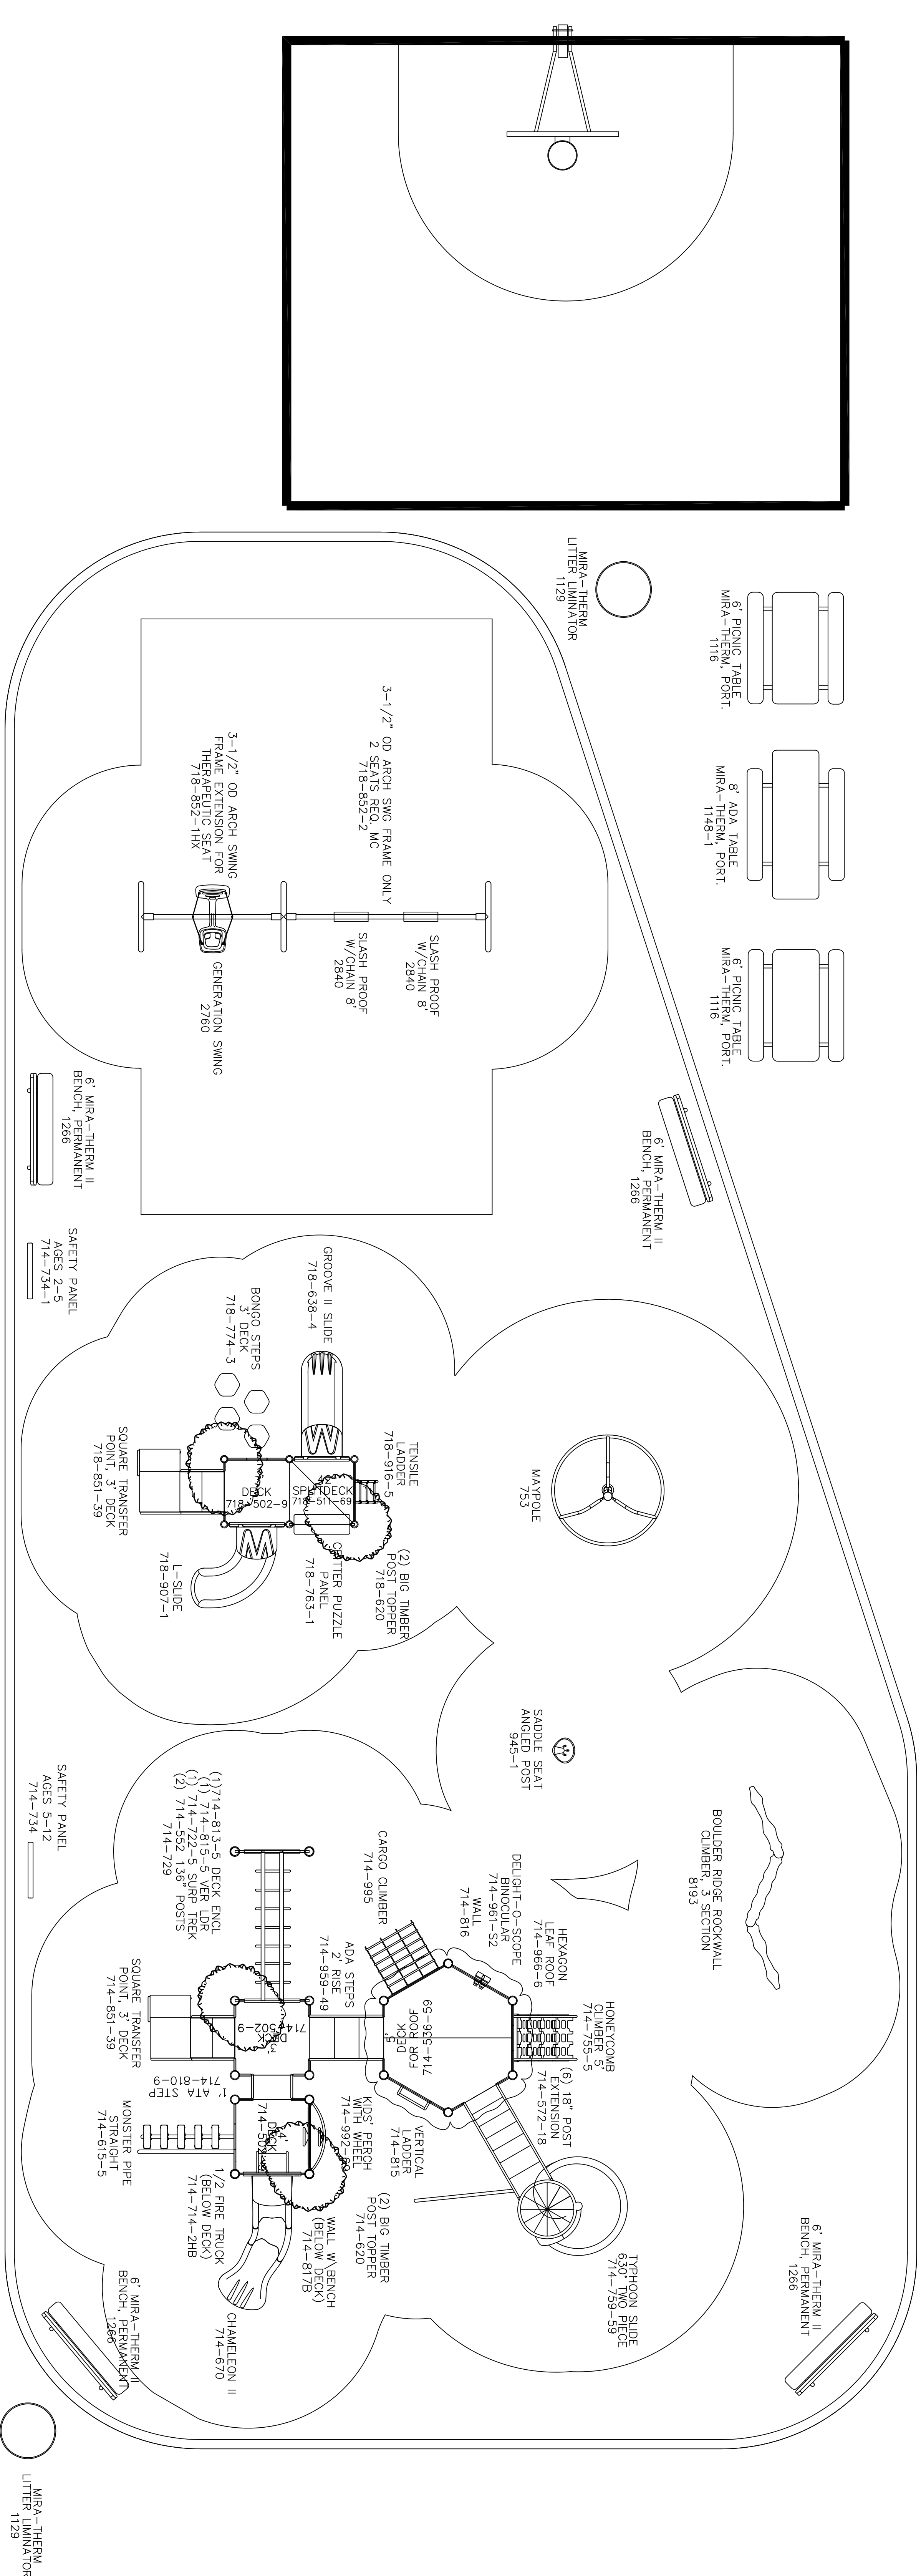 MIRA-THERM
LITTER LIMINATOR
1129
6' PICNIC TABLE
MIRA-THERM, PORT.
1116
8' ADA TABLE
MIRA-THERM, PORT.
1148-1
6' PICNIC TABLE
MIRA-THERM, PORT.
1116
3-1/2" OD ARCH SWG FRAME ONLY
2 SEATS REQ. MC
718-852-2
3-1/2" OD ARCH SWING
FRAME EXTENSION FOR
THERAPEUTIC SEAT
718-852-1HX
SLASH PROOF
W/CHAIN 8'
2840
SLASH PROOF
W/CHAIN 8'
2840
GENERATION SWING
2760
6' MIRA-THERM II
BENCH, PERMANENT
1266
6' MIRA-THERM II
BENCH, PERMANENT
1266
SAFETY PANEL
AGES 2-5
714-734-1
GROOVE II SLIDE
718-638-4
BONGO STEPS
3' DECK
718-774-3
TENSILE
LADDER
718-916-5
MAYPOLE
753
SQUARE TRANSFER
POINT, 3' DECK
718-851-39
DECK
718-502-9
42
SPLITDECK
718-511-69
L-SLIDE
718-907-1
CRITTER PUZZLE
PANEL
718-763-1
(2) BIG TIMBER
POST TOPPER
718-620
SADDLE SEAT
ANGLED POST
945-1
SAFETY PANEL
AGES 5-12
714-734
(1)714-813-5 DECK ENCL
(1) 714-815-5 VER LDR
(1) 714-722-5 SURP TREK
(2) 714-552 136" POSTS
714-729
CARGO CLIMBER
714-995
DELIGHT-O-SCOPE
BINOCULAR
714-961-S2
WALL
714-816
HEXAGON
LEAF ROOF
714-966-6
BOULDER RIDGE ROCKWALL
CLIMBER, 3 SECTION
8193
ADA STEPS
2' RISE
714-959-49
HONEYCOMB
CLIMBER 5'
714-755-5
SQUARE TRANSFER
POINT, 3' DECK
714-851-39
3'
DECK
714-502-9
5'
DECK
FOR ROOF
714-536-59
1' ATA STEP
714-810-9
(6) 18" POST
EXTENSION
714-572-18
MONSTER PIPE
STRAIGHT
714-615-5
4'
DECK
KIDS' PERCH
WITH WHEEL
VERTICAL
LADDER
714-815
1/2 FIRE TRUCK
(BELOW DECK)
714-714-2HB
WALL W\BENCH
(BELOW DECK)
714-817B
(2) BIG TIMBER
POST TOPPER
714-620
TYPHOON SLIDE
630° TWO PIECE
714-759-59
CHAMELEON II
714-670
6' MIRA-THERM II
BENCH, PERMANENT
1266
6' MIRA-THERM II
BENCH, PERMANENT
1266
MIRA-THERM
LITTER LIMINATOR
1129